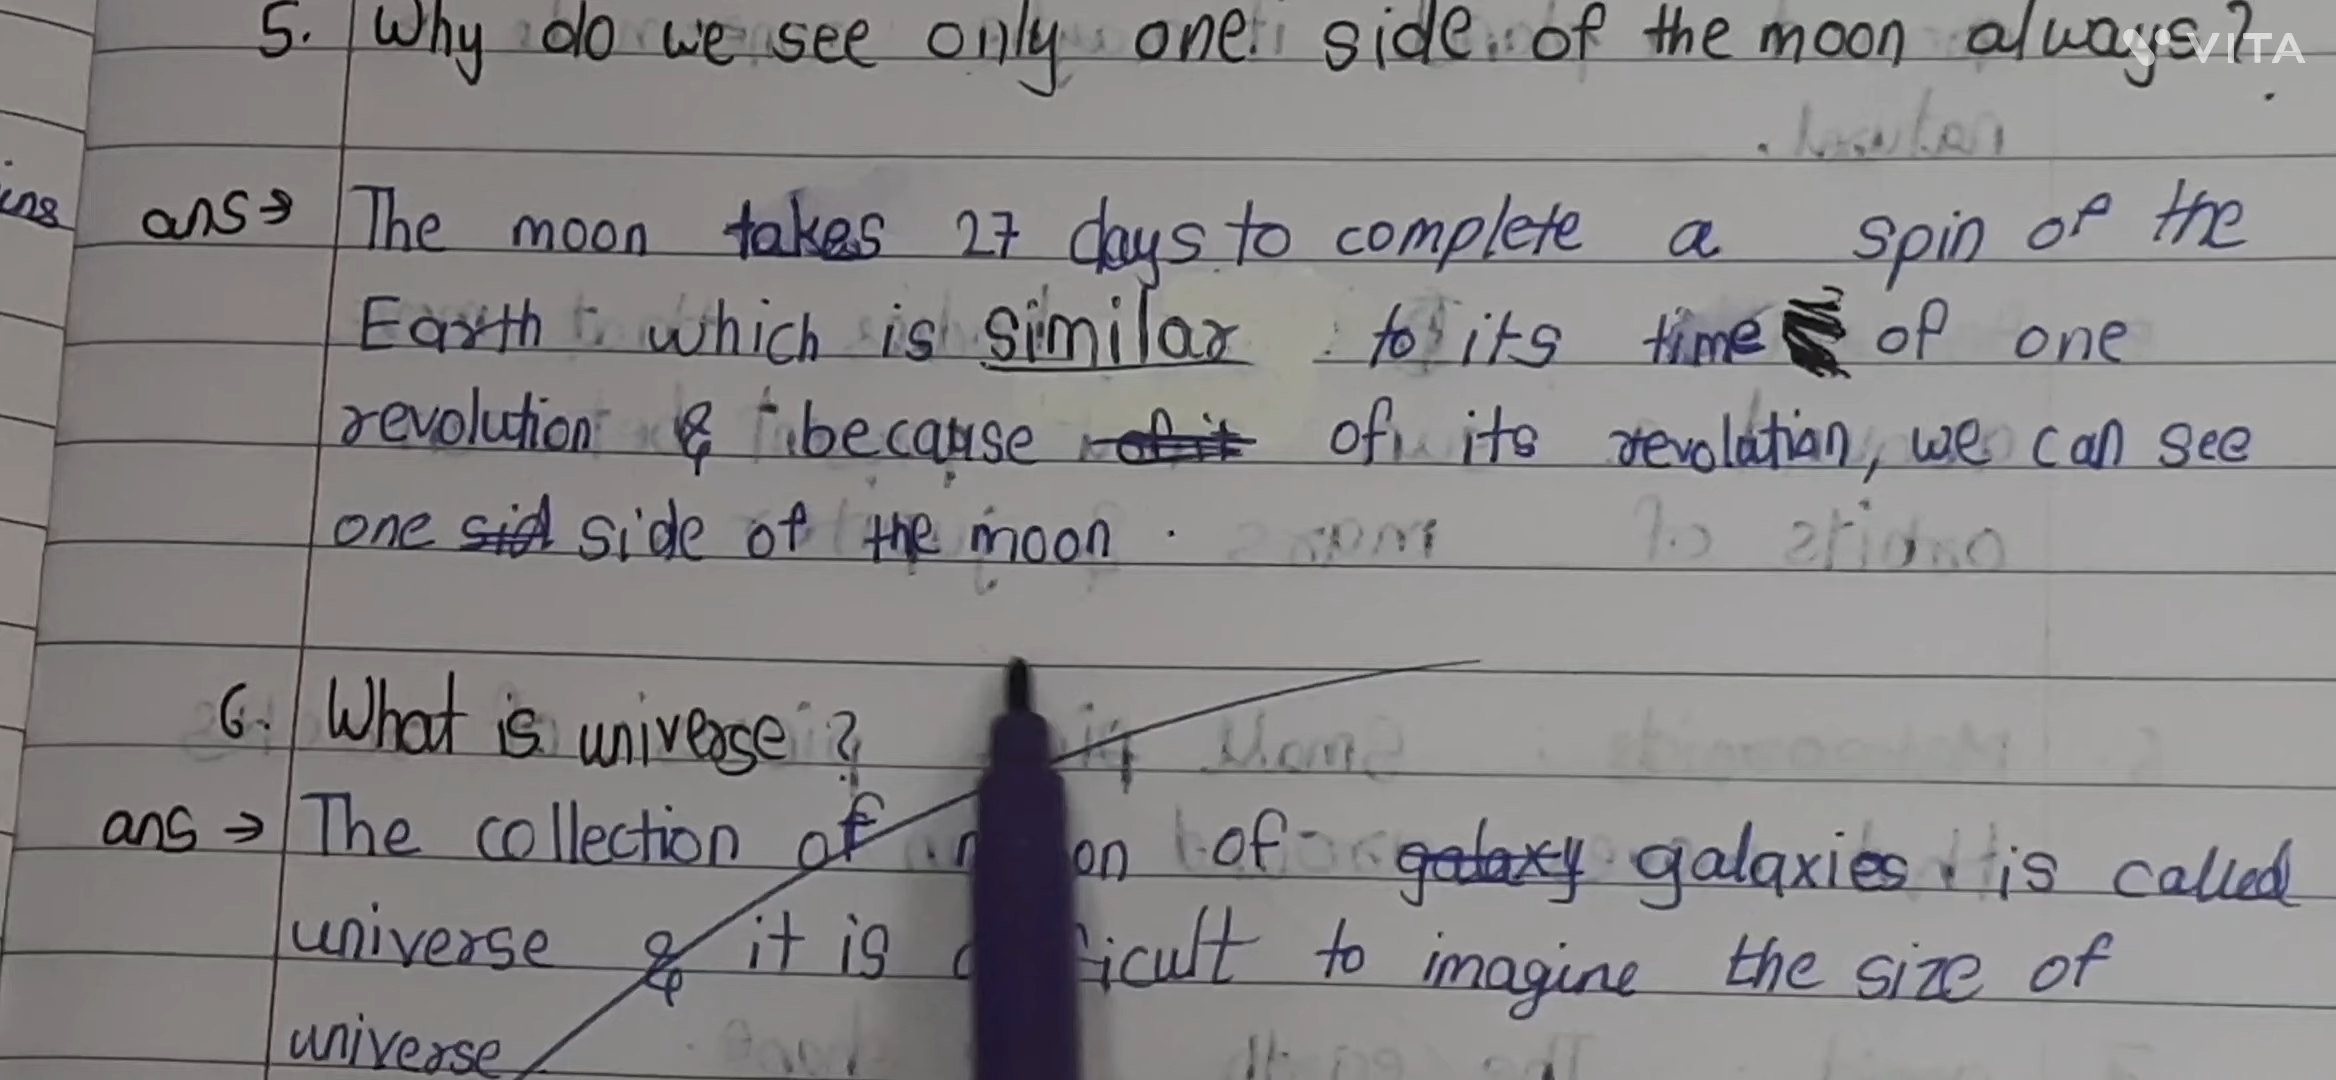 5. Why do we see only one side of the moon always?
VITA
ans→ The moon takes 27 days to complete a spin of the
ins
Earth which is similar to its time of one
revolution & because of its revolation, we can see
one side of the moon.
6. What is universe?
ans → The collection of on of galaxy galaxies is called
universe & it is icult to imagine the size of
universe